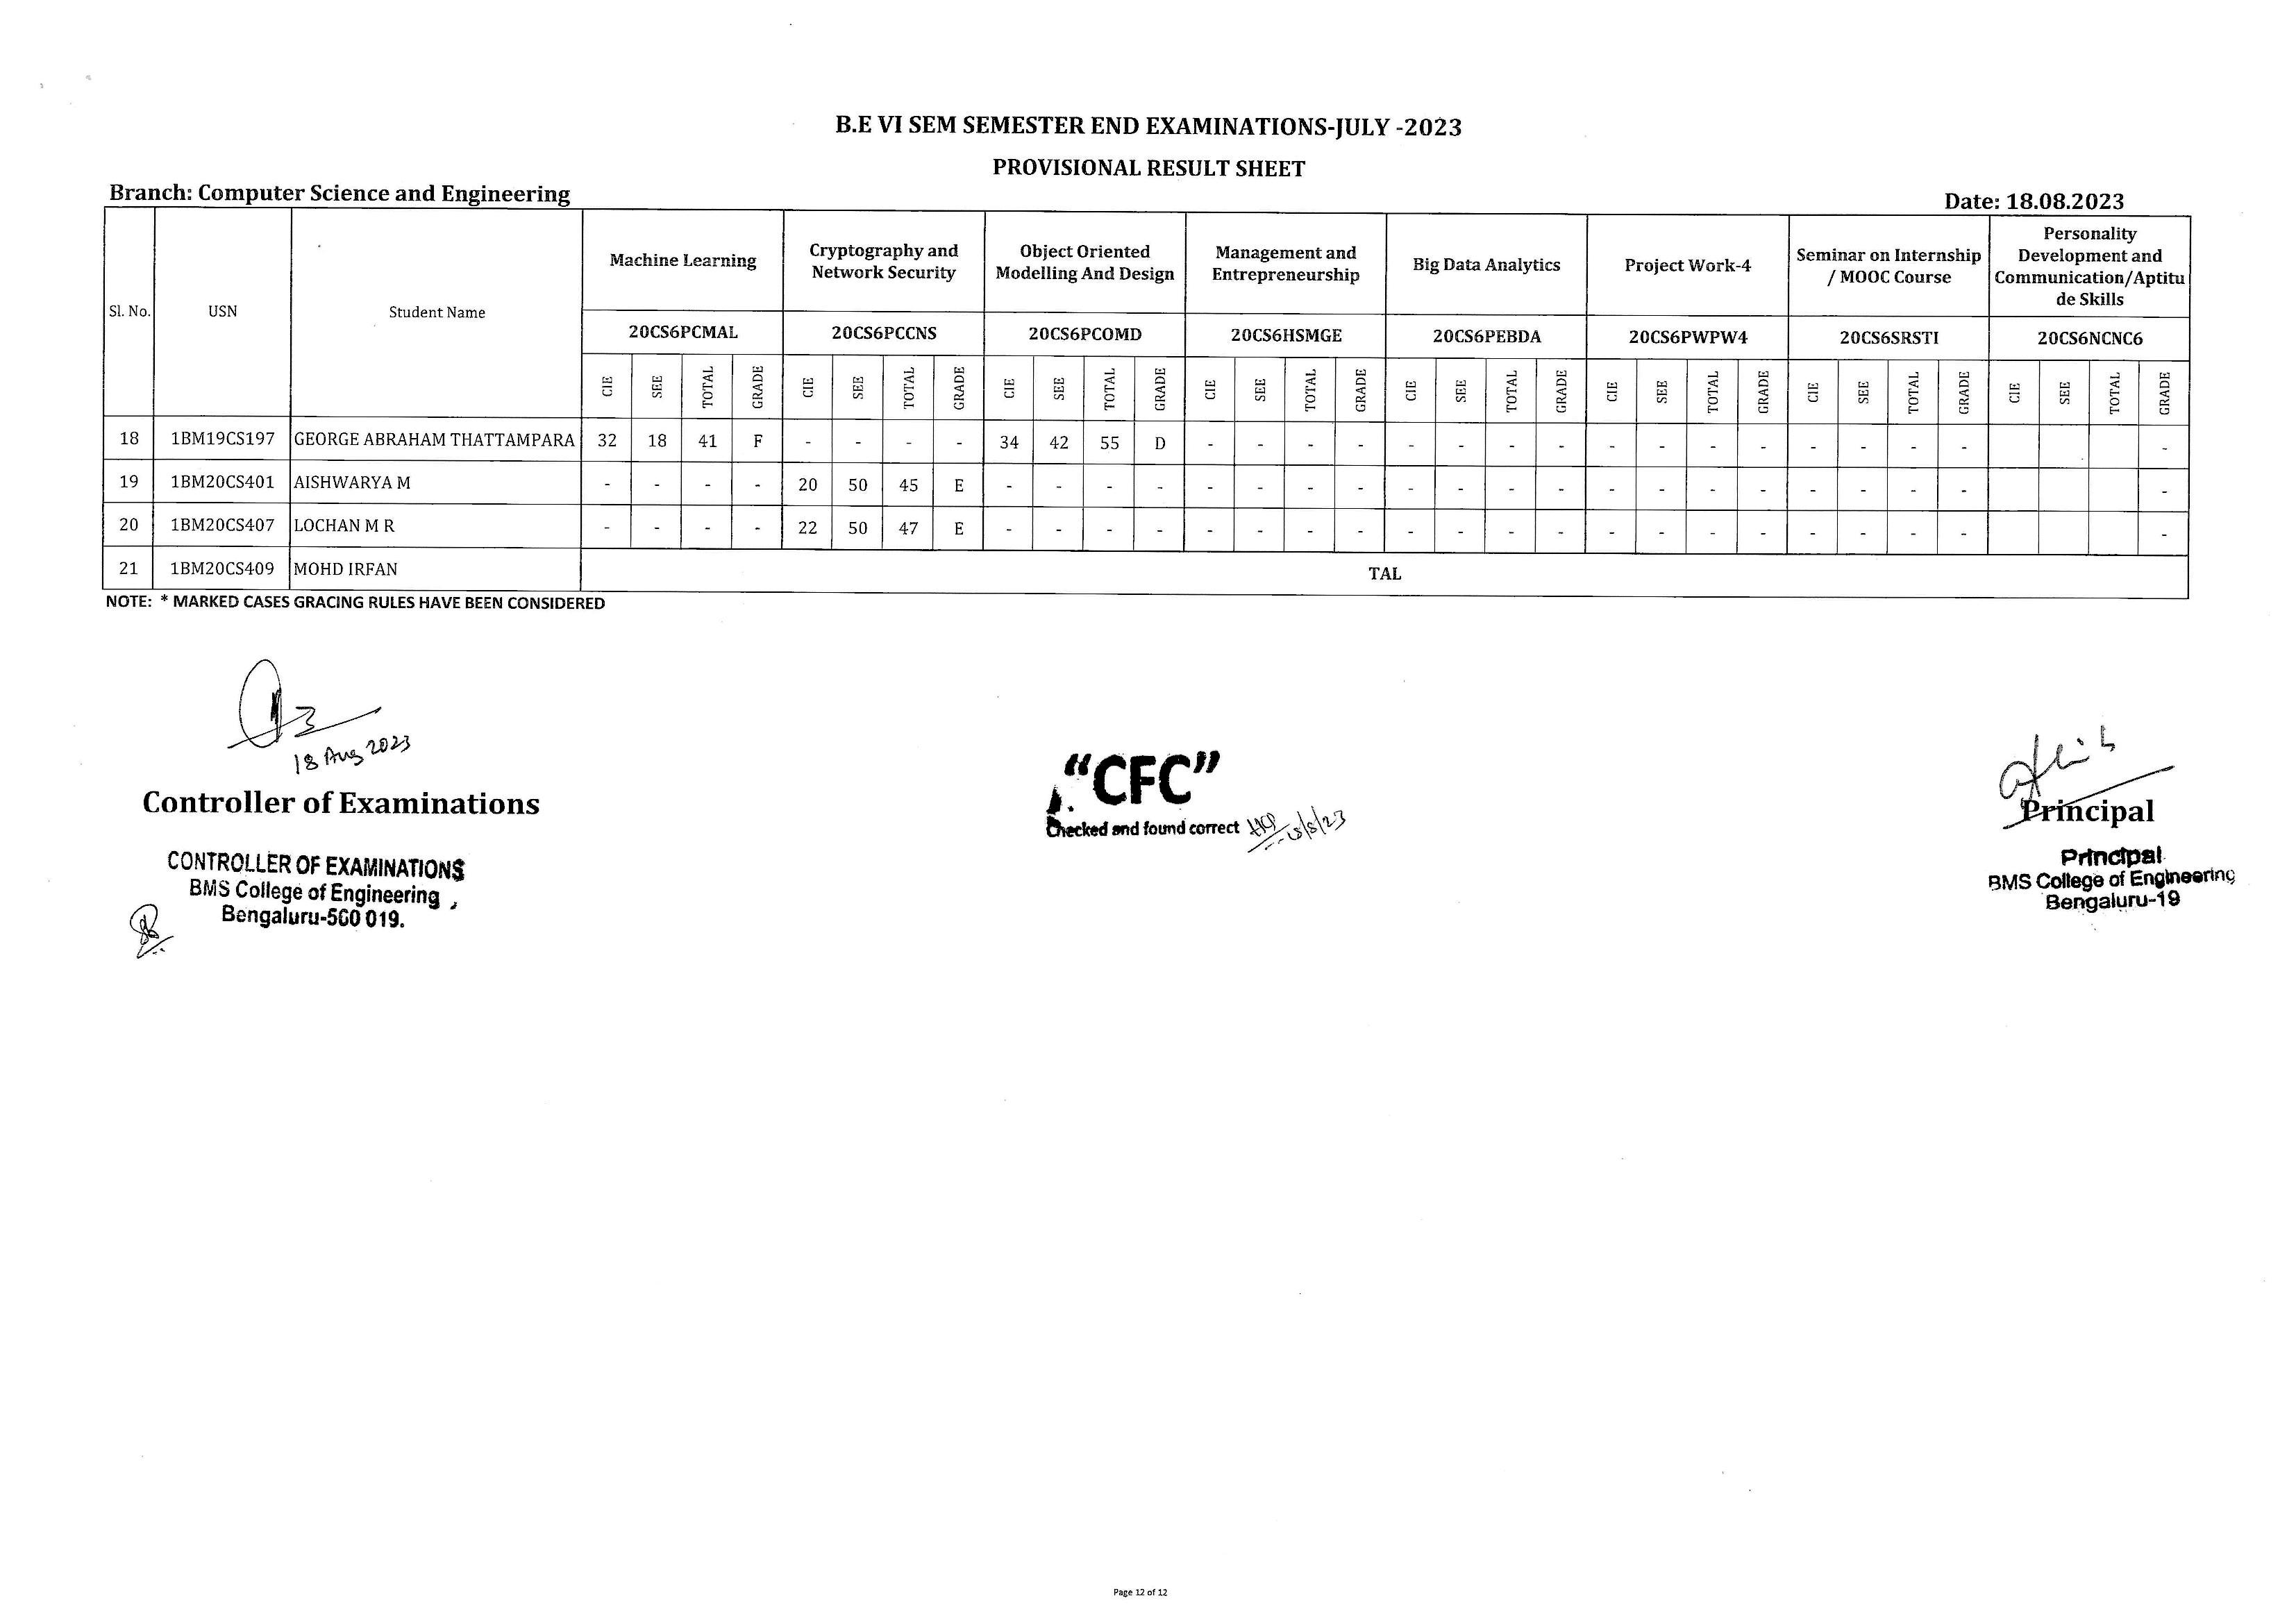 B.E VI SEM SEMESTER END EXAMINATIONS-JULY -2023
PROVISIONAL RESULT SHEET
Branch: Computer Science and Engineering Date: 18.08.2023
Sl. No. USN Student Name
Machine Learning
Cryptography and
Network Security
Object Oriented
Modelling And Design
Management and
Entrepreneurship
Big Data Analytics
Project Work-4
Seminar on Internship
/ MOOC Course
Personality
Development and
Communication/Aptitu
de Skills
20CS6PCMAL 20CS6PCCNS 20CS6PCOMD 20CS6HSMGE 20CS6PEBDA 20CS6PWPW4 20CS6SRSTI 20CS6NCNC6
CIE SEE TOTAL GRADE CIE SEE TOTAL GRADE CIE SEE TOTAL GRADE CIE SEE TOTAL GRADE CIE SEE TOTAL GRADE CIE SEE TOTAL GRADE CIE SEE TOTAL GRADE CIE SEE TOTAL GRADE
18 1BM19CS197 GEORGE ABRAHAM THATTAMPARA 32 18 41 F - - - - 34 42 55 D - - - - - - - - - - - - - - - - -
19 1BM20CS401 AISHWARYA M - - - - 20 50 45 E - - - - - - - - - - - - - - - - - - - - -
20 1BM20CS407 LOCHAN M R - - - - 22 50 47 E - - - - - - - - - - - - - - - - - - - - -
21 1BM20CS409 MOHD IRFAN TAL
NOTE: * MARKED CASES GRACING RULES HAVE BEEN CONSIDERED
18 Aug 2023
Controller of Examinations
CONTROLLER OF EXAMINATIONS
BMS College of Engineering
Bengaluru-560 019.
"CFC"
Checked and found correct
18/8/23
Principal
Principal
BMS College of Engineering
Bengaluru-19
Page 12 of 12